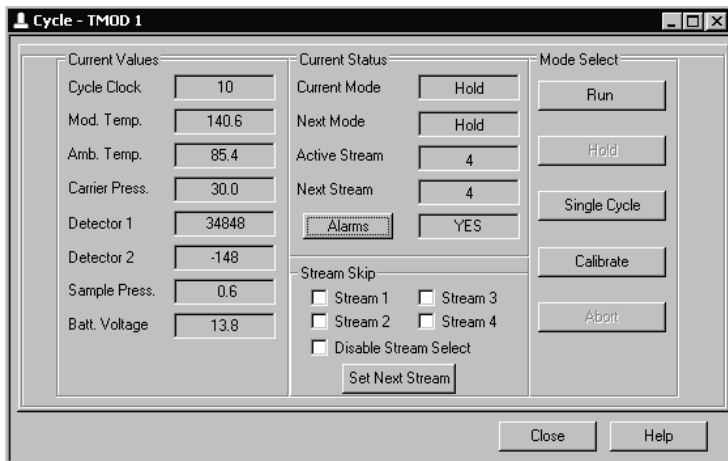 Cycle - TMOD 1
Current Values
Cycle Clock 10
Mod. Temp. 140.6
Amb. Temp. 85.4
Carrier Press. 30.0
Detector 1 34848
Detector 2 -148
Sample Press. 0.6
Batt. Voltage 13.8
Current Status
Current Mode Hold
Next Mode Hold
Active Stream 4
Next Stream 4
Alarms YES
Stream Skip
Stream 1 Stream 3
Stream 2 Stream 4
Disable Stream Select
Set Next Stream
Mode Select
Run
Hold
Single Cycle
Calibrate
Abort
Close Help